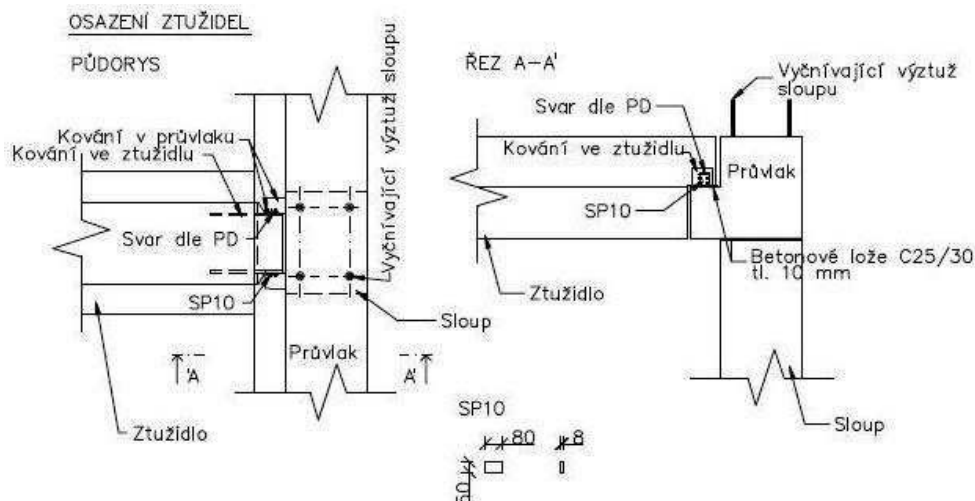 OSAZENÍ ZTUŽIDEL
PŮDORYS
Kování v průvlaku
Kování ve ztužidlu
Svar dle PD
SP10
Vyčnívající výztuž sloupu
Sloup
Průvlak
'A
A'
Ztužidlo
ŘEZ A-A'
Vyčnívající výztuž
sloupu
Svar dle PD
Kování ve ztužidlu
Průvlak
SP10
Betonové lože C25/30
tl. 10 mm
Ztužidlo
Sloup
SP10
80
8